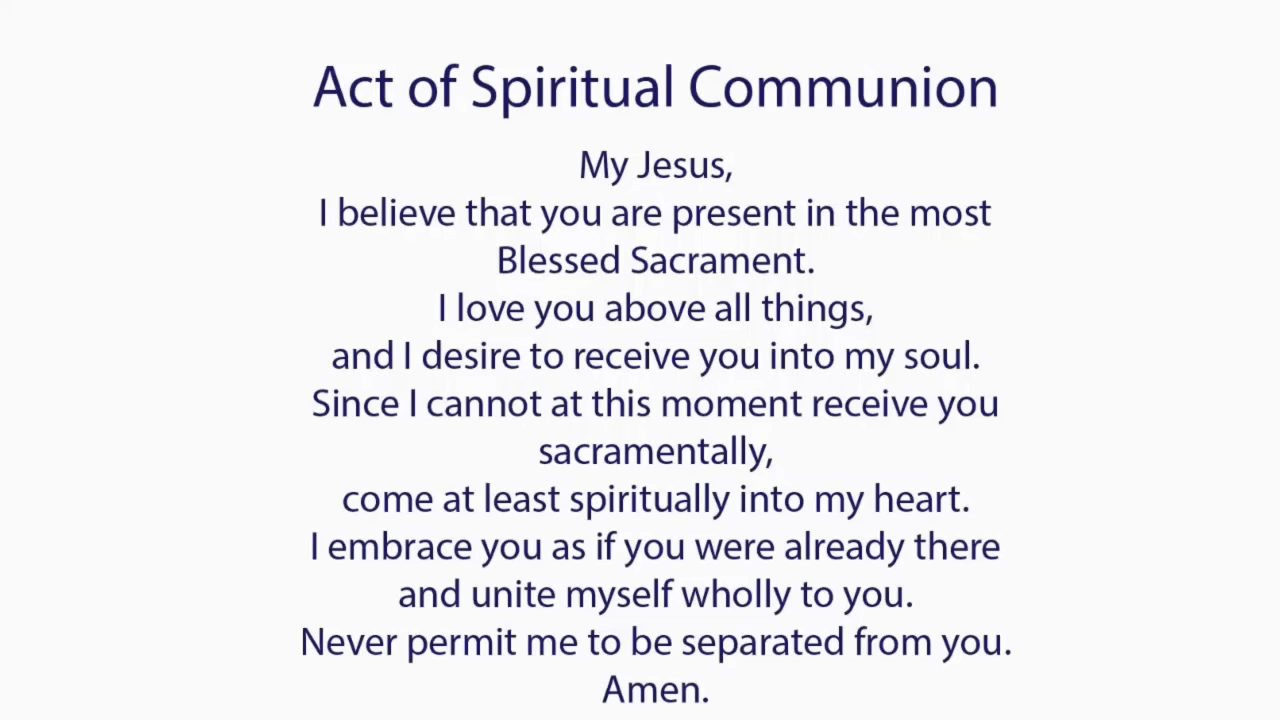 Act of Spiritual Communion
My Jesus,
I believe that you are present in the most
Blessed Sacrament.
I love you above all things,
and I desire to receive you into my soul.
Since I cannot at this moment receive you
sacramentally,
come at least spiritually into my heart.
I embrace you as if you were already there
and unite myself wholly to you.
Never permit me to be separated from you.
Amen.